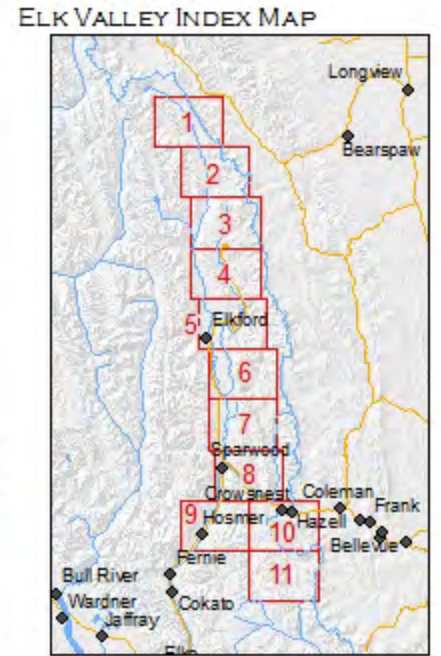 ELK VALLEY INDEX MAP
Longview
1
Bearspaw
2
3
4
5
Elkford
6
7
Sparwood
8
Crowsnest
Coleman
9
Frank
Hosmer
10
Hazell
Bellevue
Fernie
11
Bull River
Wardner
Cokato
Jaffray
Elko